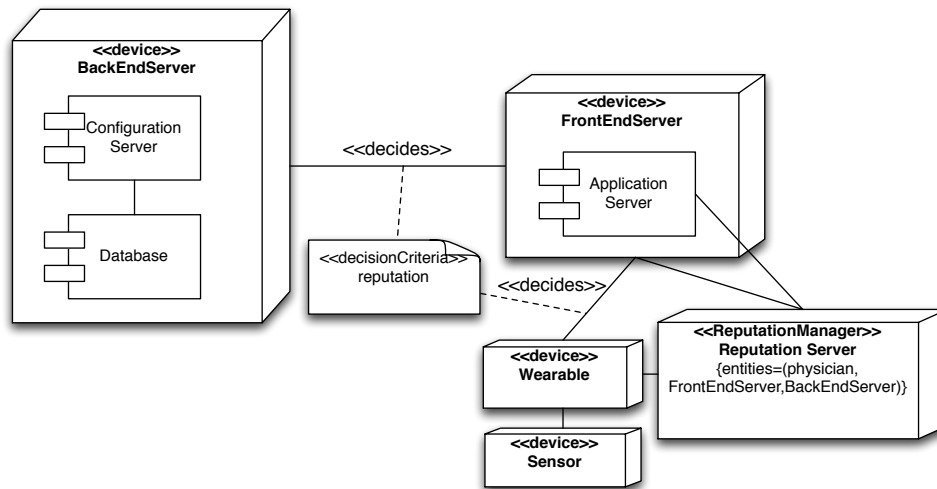 <<device>>
BackEndServer
Configuration
Server
Database
<<decides>>
<<device>>
FrontEndServer
Application
Server
<<decisionCriteria>>
reputation
<<decides>>
<<device>>
Wearable
<<device>>
Sensor
<<ReputationManager>>
Reputation Server
{entities=(physician,
FrontEndServer,BackEndServer)}